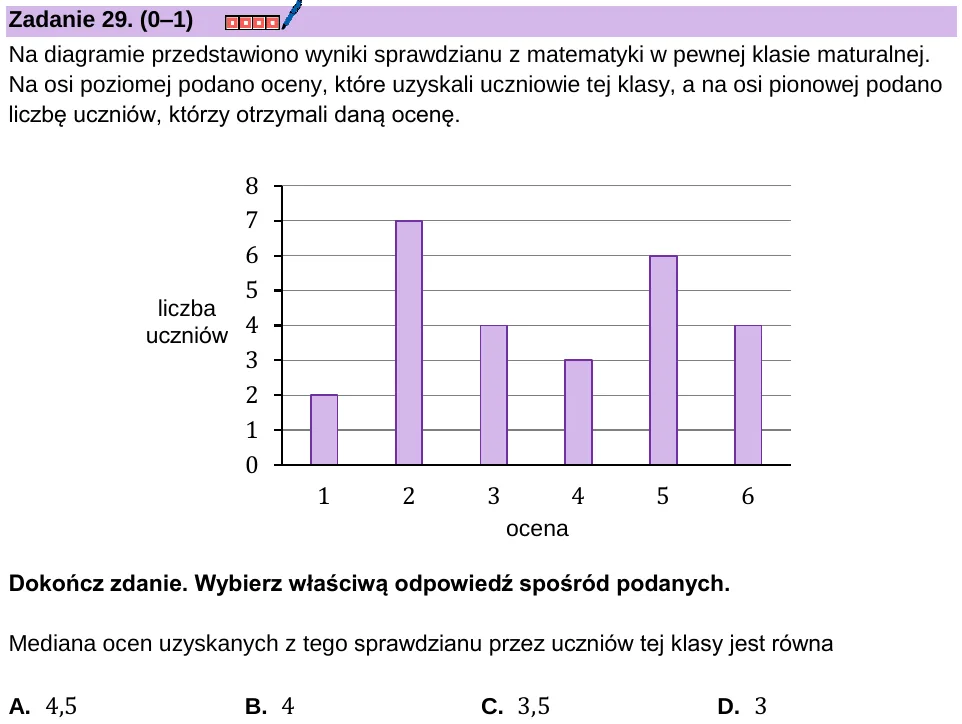 Zadanie 29. (0–1)
Na diagramie przedstawiono wyniki sprawdzianu z matematyki w pewnej klasie maturalnej.
Na osi poziomej podano oceny, które uzyskali uczniowie tej klasy, a na osi pionowej podano
liczbę uczniów, którzy otrzymali daną ocenę.
8
7
6
5
liczba
uczniów
4
3
2
1
0
1 2 3 4 5 6
ocena
Dokończ zdanie. Wybierz właściwą odpowiedź spośród podanych.
Mediana ocen uzyskanych z tego sprawdzianu przez uczniów tej klasy jest równa
A. 4,5 B. 4 C. 3,5 D. 3